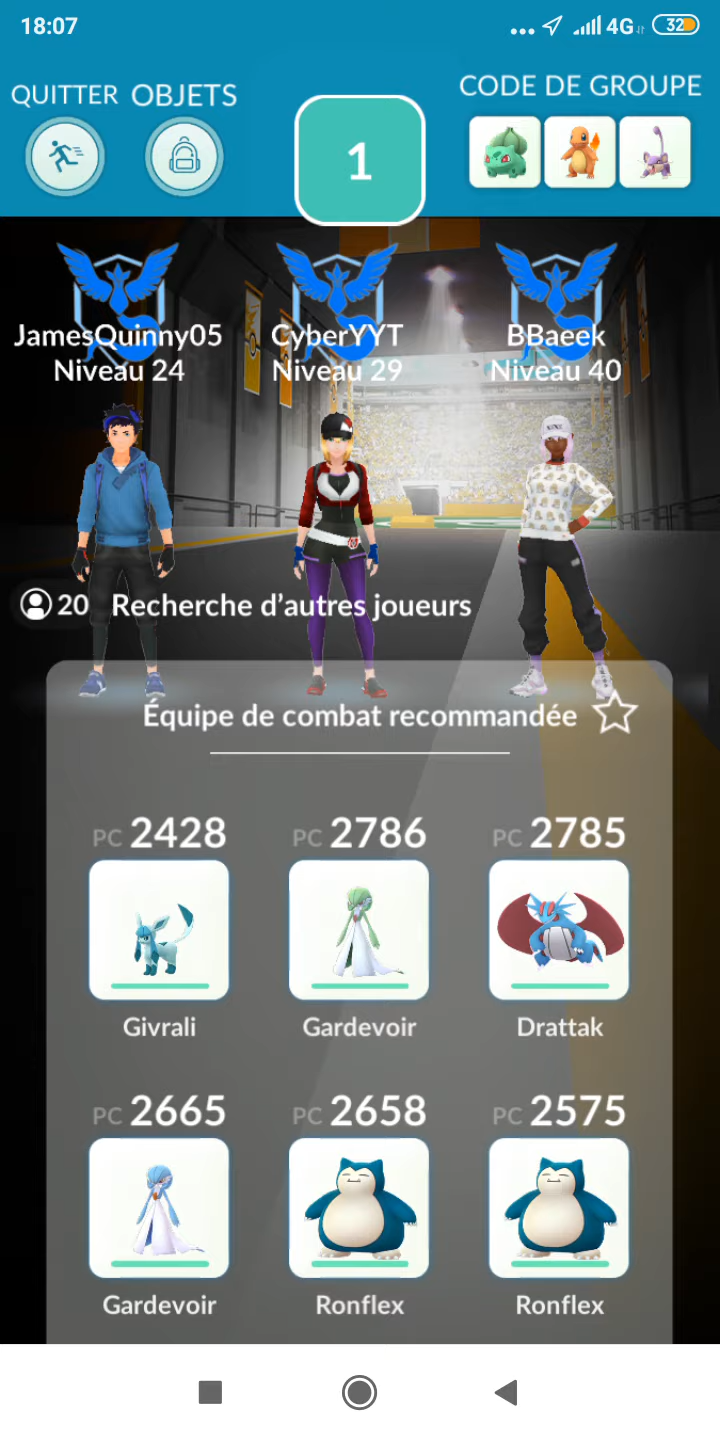 18:07
4G
32
QUITTER OBJETS
CODE DE GROUPE
1
JamesQuinny05
Niveau 24
CyberYYT
Niveau 29
BBaeek
Niveau 40
20 Recherche d'autres joueurs
Équipe de combat recommandée
PC 2428
PC 2786
PC 2785
Givrali
Gardevoir
Drattak
PC 2665
PC 2658
PC 2575
Gardevoir
Ronflex
Ronflex